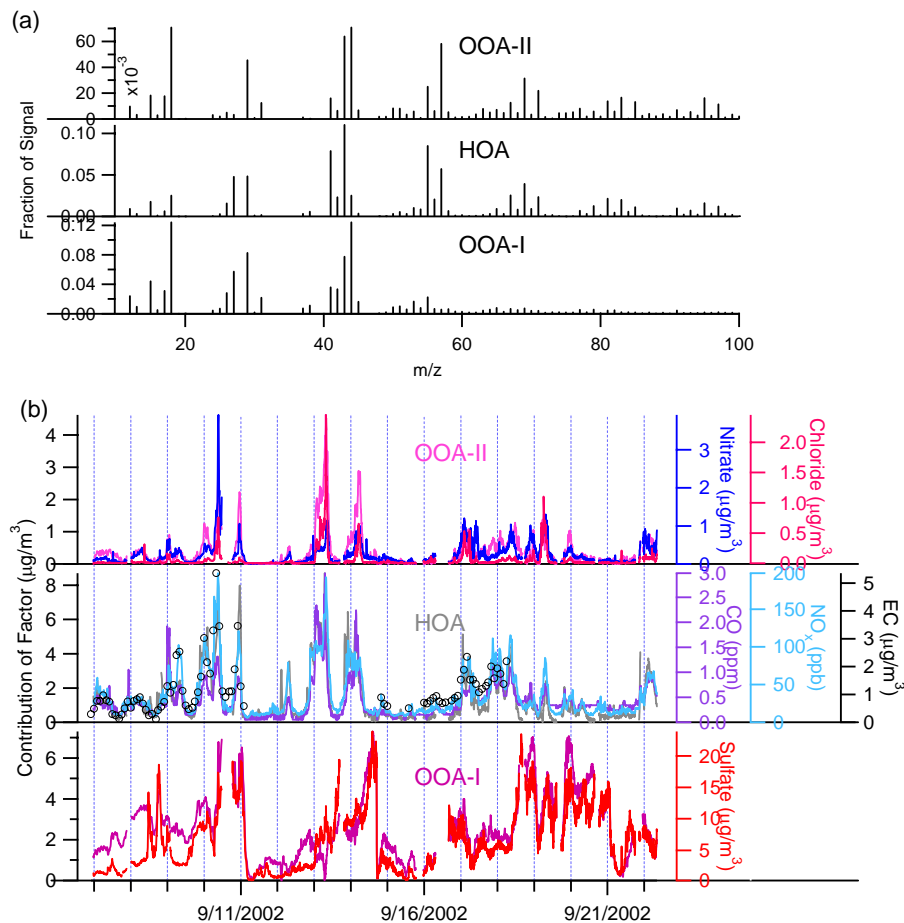 (a)
60
40
20
0
x10⁻³
OOA-II
0.10
0.05
0.00
HOA
0.12
0.08
0.04
0.00
OOA-I
Fraction of Signal
20 40 60 80 100
m/z
(b)
4
3
2
1
0
OOA-II
3
2
1
0
Nitrate (µg/m³)
2.0
1.5
1.0
0.5
0.0
Chloride (µg/m³)
8
6
4
2
0
HOA
3.0
2.5
2.0
1.5
1.0
0.5
0.0
CO (ppm)
200
150
100
50
0
NOₓ (ppb)
5
4
3
2
1
0
EC (µg/m³)
Contribution of Factor (µg/m³)
6
4
2
0
OOA-I
20
15
10
5
0
Sulfate (µg/m³)
9/11/2002 9/16/2002 9/21/2002